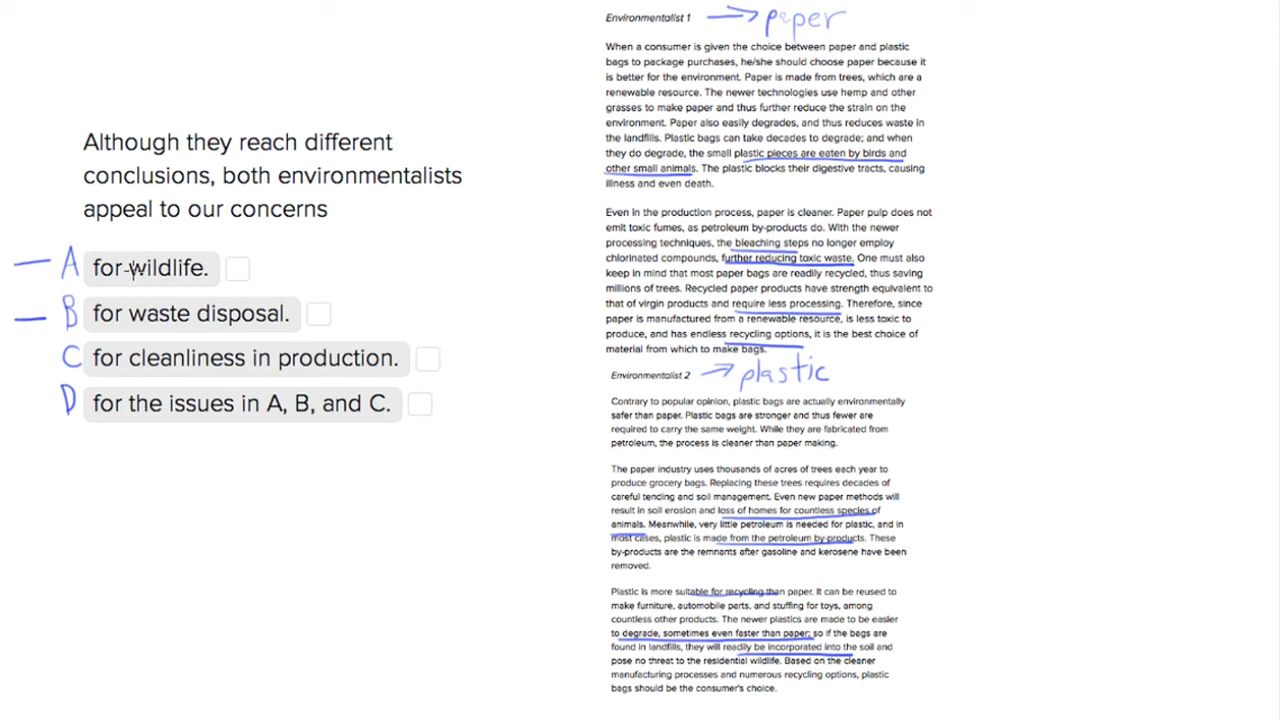 Although they reach different
conclusions, both environmentalists
appeal to our concerns
A for wildlife.
B for waste disposal.
C for cleanliness in production.
D for the issues in A, B, and C.
Environmentalist 1 → paper
When a consumer is given the choice between paper and plastic
bags to package purchases, he/she should choose paper because it
is better for the environment. Paper is made from trees, which are a
renewable resource. The newer technologies use hemp and other
grasses to make paper and thus further reduce the strain on the
environment. Paper also easily degrades, and thus reduces waste in
the landfills. Plastic bags can take decades to degrade; and when
they do degrade, the small plastic pieces are eaten by birds and
other small animals. The plastic blocks their digestive tracts, causing
illness and even death.
Even in the production process, paper is cleaner. Paper pulp does not
emit toxic fumes, as petroleum by-products do. With the newer
processing techniques, the bleaching steps no longer employ
chlorinated compounds, further reducing toxic waste. One must also
keep in mind that most paper bags are readily recycled, thus saving
millions of trees. Recycled paper products have strength equivalent to
that of virgin products and require less processing. Therefore, since
paper is manufactured from a renewable resource, is less toxic to
produce, and has endless recycling options, it is the best choice of
material from which to make bags.
Environmentalist 2 → plastic
Contrary to popular opinion, plastic bags are actually environmentally
safer than paper. Plastic bags are stronger and thus fewer are
required to carry the same weight. While they are fabricated from
petroleum, the process is cleaner than paper making.
The paper industry uses thousands of acres of trees each year to
produce grocery bags. Replacing these trees requires decades of
careful tending and soil management. Even new paper methods will
result in soil erosion and loss of homes for countless species of
animals. Meanwhile, very little petroleum is needed for plastic, and in
most cases, plastic is made from the petroleum by-products. These
by-products are the remnants after gasoline and kerosene have been
removed.
Plastic is more suitable for recycling than paper. It can be reused to
make furniture, automobile parts, and stuffing for toys, among
countless other products. The newer plastics are made to be easier
to degrade, sometimes even faster than paper; so if the bags are
found in landfills, they will readily be incorporated into the soil and
pose no threat to the residential wildlife. Based on the cleaner
manufacturing processes and numerous recycling options, plastic
bags should be the consumer's choice.